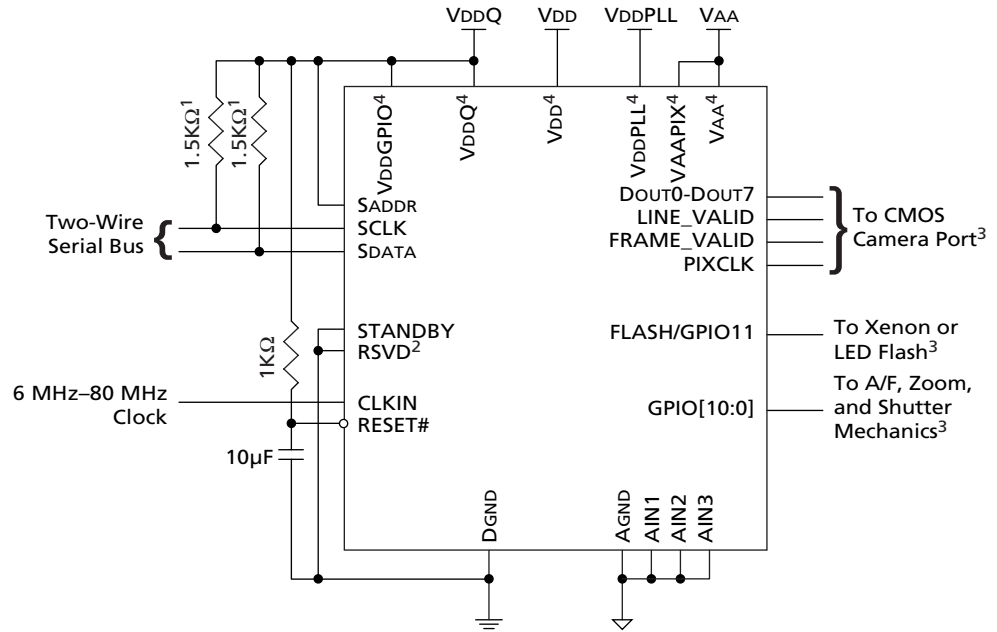 VDDQ
VDD
VDDPLL
VAA
1.5KΩ¹
1.5KΩ¹
VDDGPIO⁴
VDDQ⁴
VDD⁴
VDDPLL⁴
VAAPIX⁴
VAA⁴
Two-Wire
Serial Bus
{
SADDR
SCLK
SDATA
DOUT0-DOUT7
LINE_VALID
FRAME_VALID
PIXCLK
}
To CMOS
Camera Port³
1KΩ
STANDBY
RSVD²
FLASH/GPIO11
To Xenon or
LED Flash³
6 MHz–80 MHz
Clock
CLKIN
RESET#
GPIO[10:0]
To A/F, Zoom,
and Shutter
Mechanics³
10µF
DGND
AGND
AIN1
AIN2
AIN3